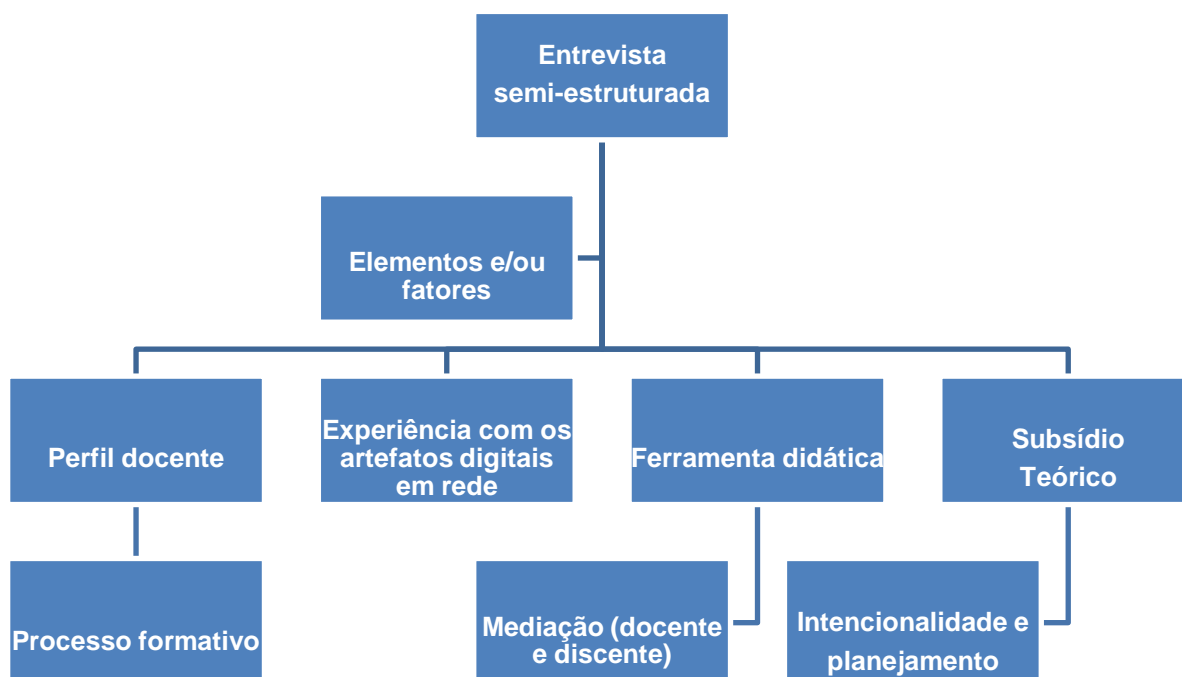 Entrevista
semi-estruturada
Elementos e/ou
fatores
Perfil docente
Experiência com os
artefatos digitais
em rede
Ferramenta didática
Subsídio
Teórico
Processo formativo
Mediação (docente
e discente)
Intencionalidade e
planejamento